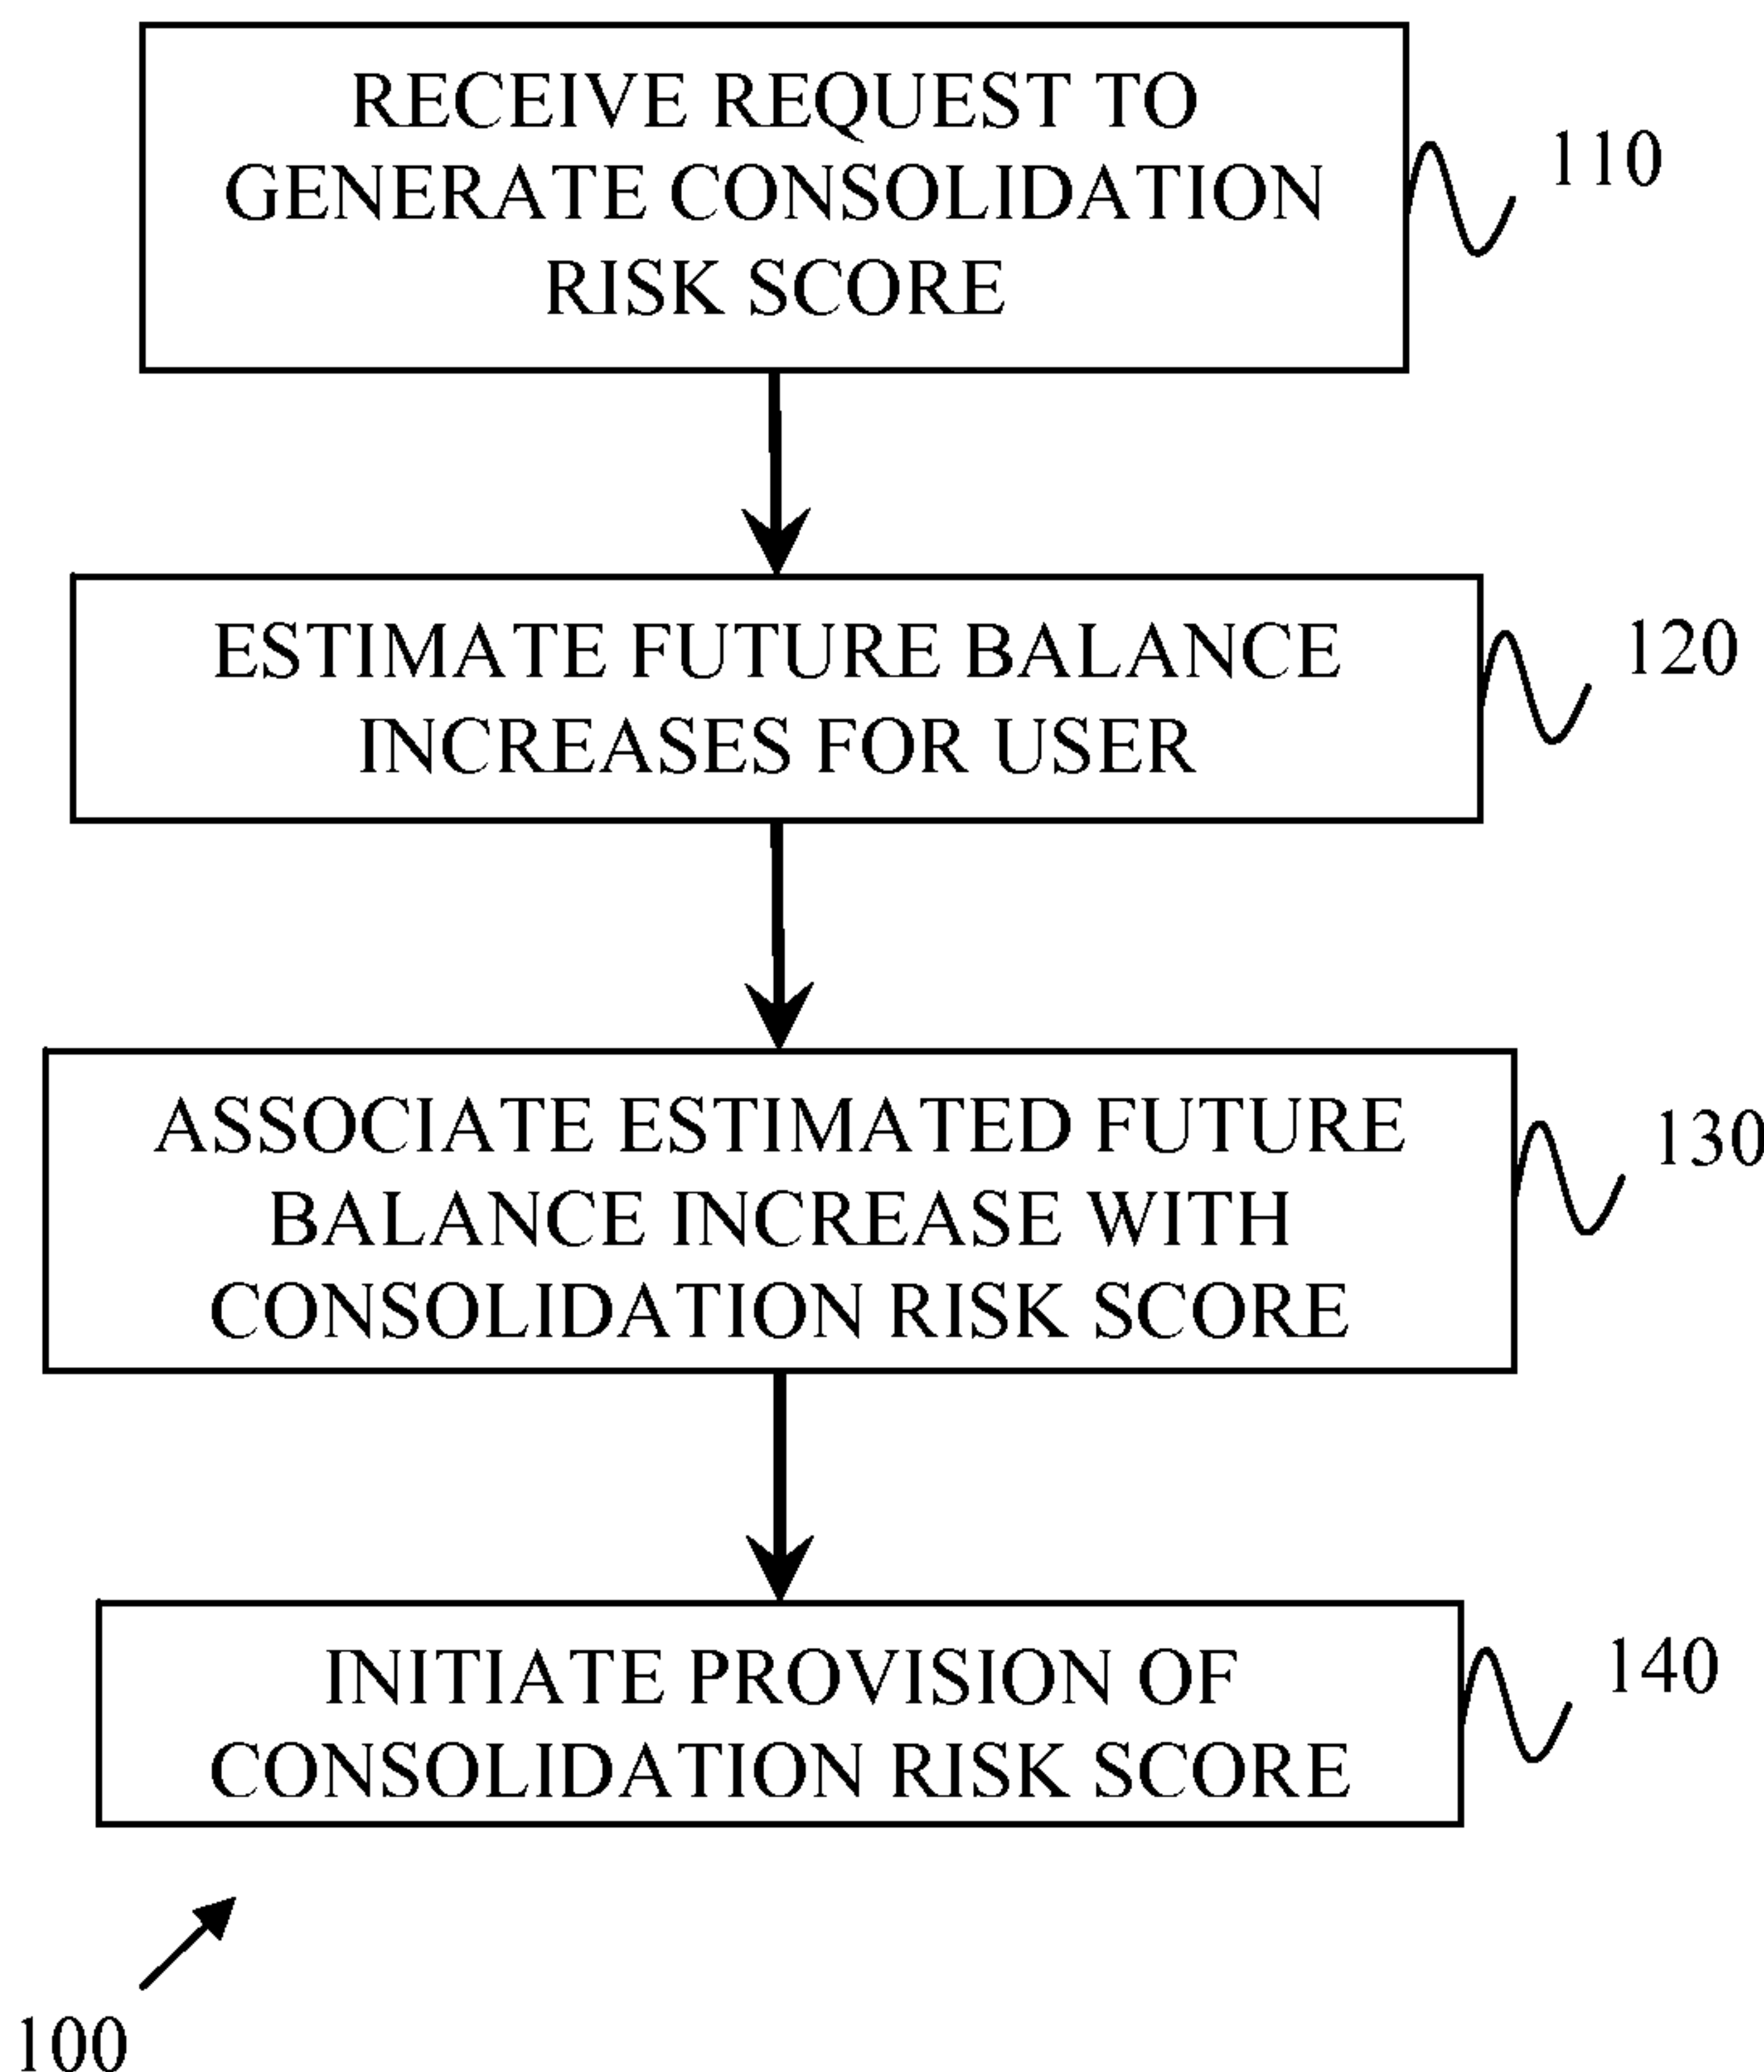 RECEIVE REQUEST TO
GENERATE CONSOLIDATION
RISK SCORE
110
ESTIMATE FUTURE BALANCE
INCREASES FOR USER
120
ASSOCIATE ESTIMATED FUTURE
BALANCE INCREASE WITH
CONSOLIDATION RISK SCORE
130
INITIATE PROVISION OF
CONSOLIDATION RISK SCORE
140
100